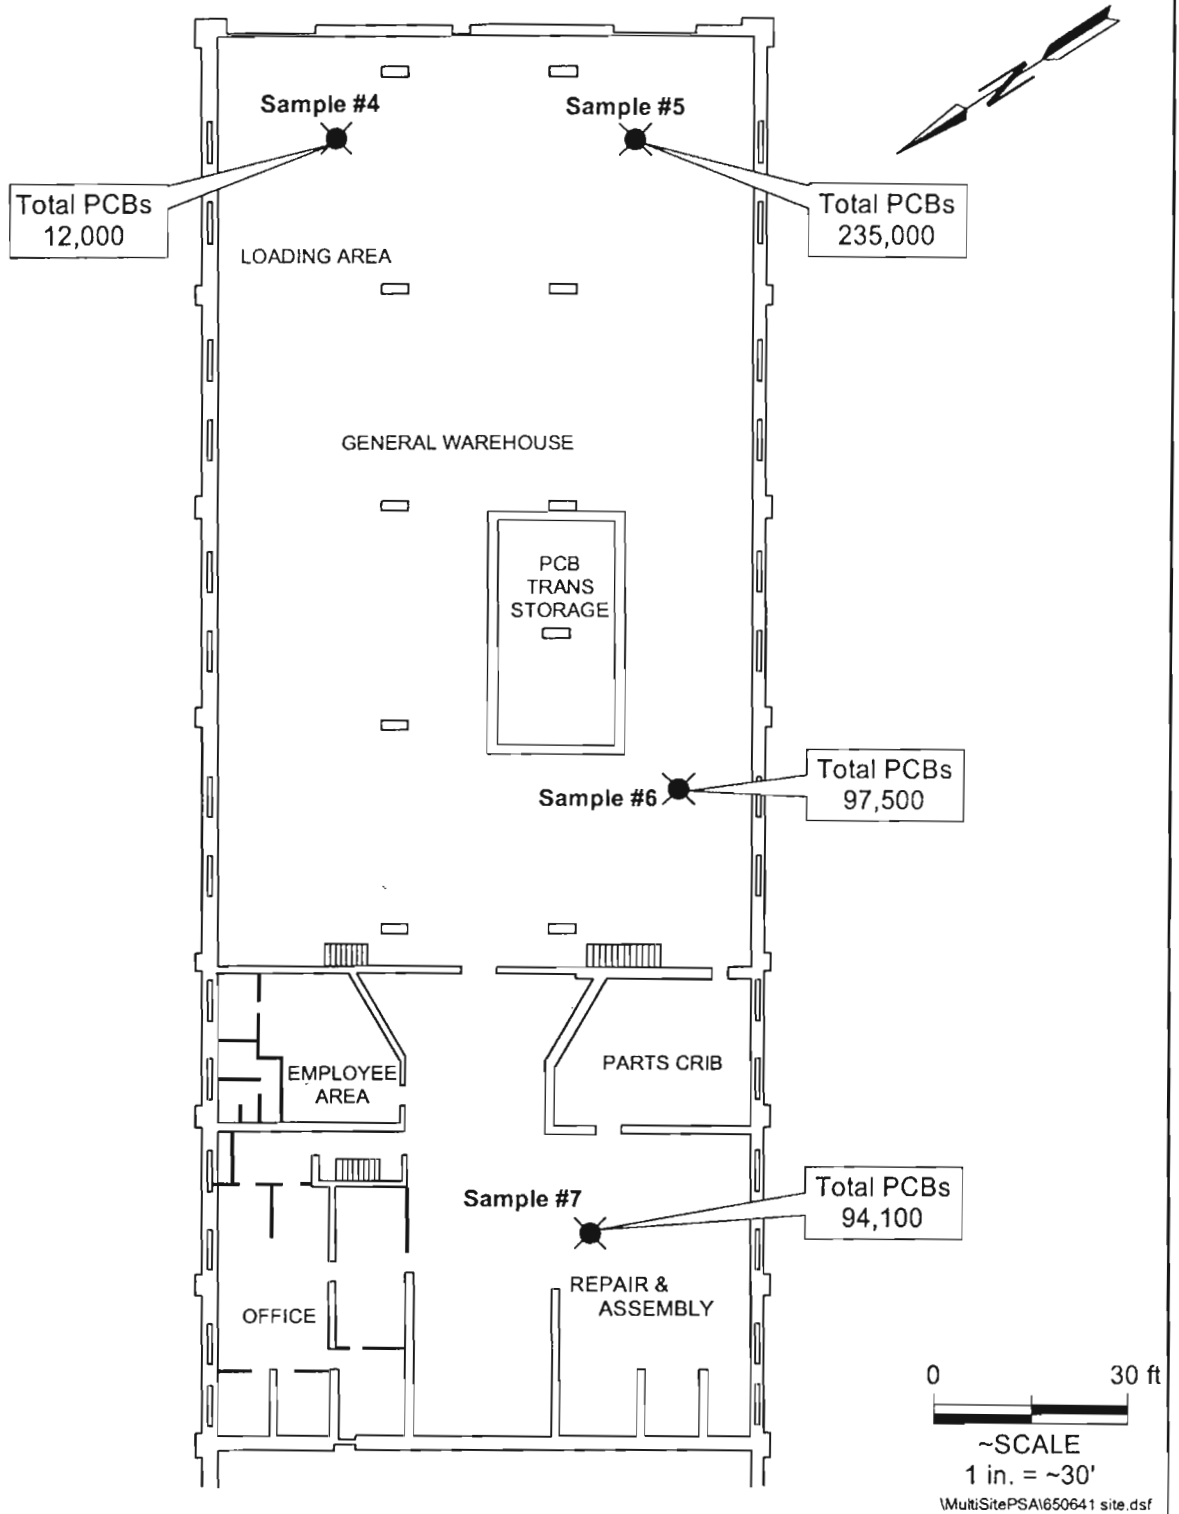 Sample #4
Sample #5
N
Total PCBs
12,000
Total PCBs
235,000
LOADING AREA
GENERAL WAREHOUSE
PCB
TRANS
STORAGE
Total PCBs
97,500
Sample #6
EMPLOYEE
AREA
PARTS CRIB
Sample #7
Total PCBs
94,100
REPAIR &
ASSEMBLY
OFFICE
0 30 ft
~SCALE
1 in. = ~30'
\MultiSitePSA\650641 site.dsf